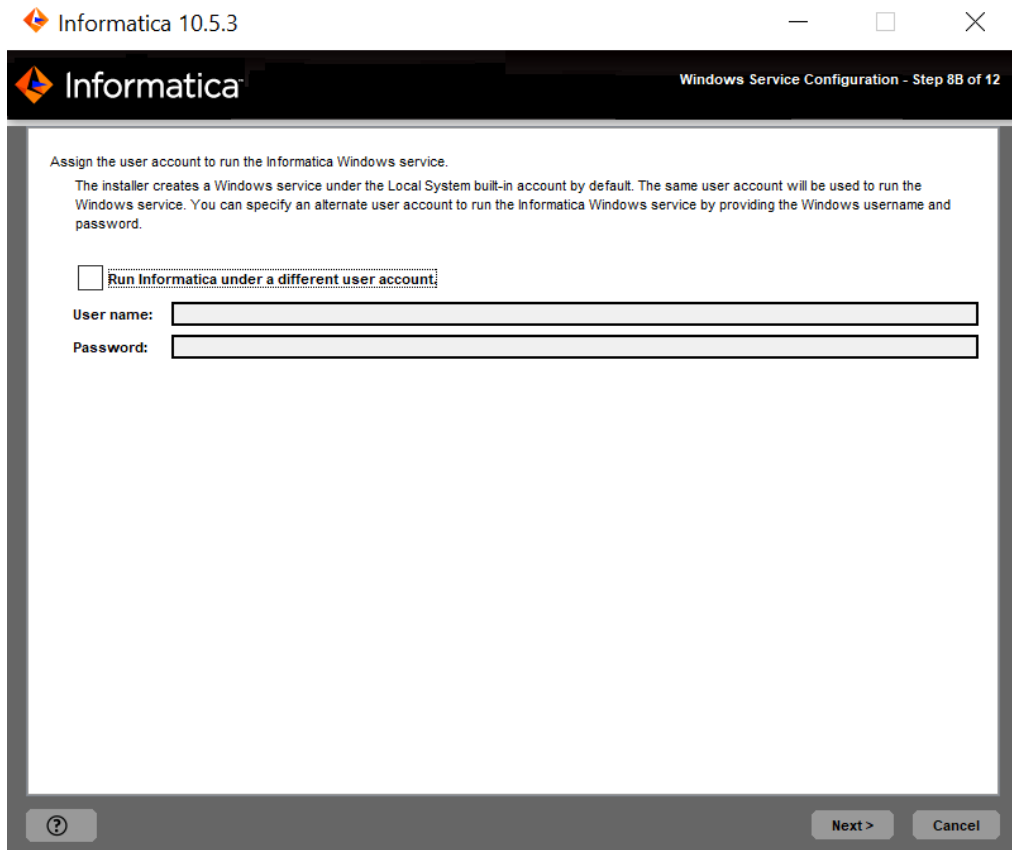 Informatica 10.5.3
Informatica
Windows Service Configuration - Step 8B of 12
Assign the user account to run the Informatica Windows service.
The installer creates a Windows service under the Local System built-in account by default. The same user account will be used to run the
Windows service. You can specify an alternate user account to run the Informatica Windows service by providing the Windows username and
password.
Run Informatica under a different user account.
User name:
Password:
?
Next >
Cancel